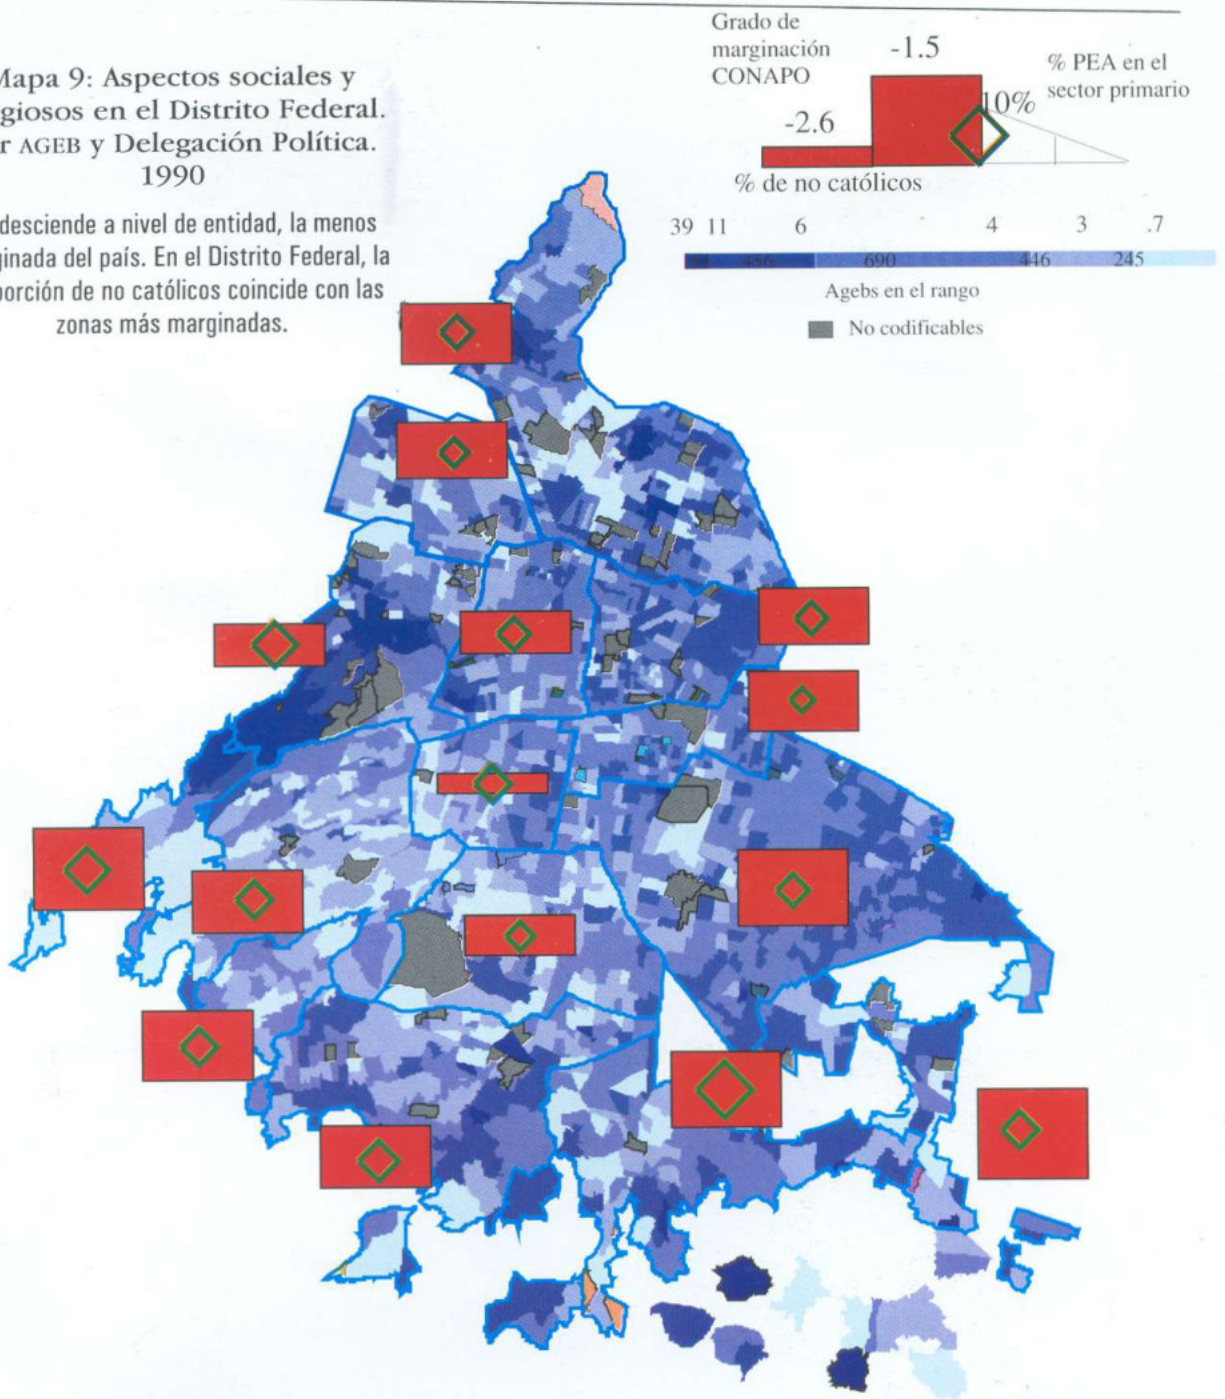 Mapa 9: Aspectos sociales y
giosos en el Distrito Federal.
r AGEB y Delegación Política.
1990
desciende a nivel de entidad, la menos
ginada del país. En el Distrito Federal, la
porción de no católicos coincide con las
zonas más marginadas.
Grado de
marginación
CONAPO
-1.5
% PEA en el
sector primario
10%
-2.6
% de no católicos
39 11 6 4 3 .7
456 690 446 245
Agebs en el rango
No codificables